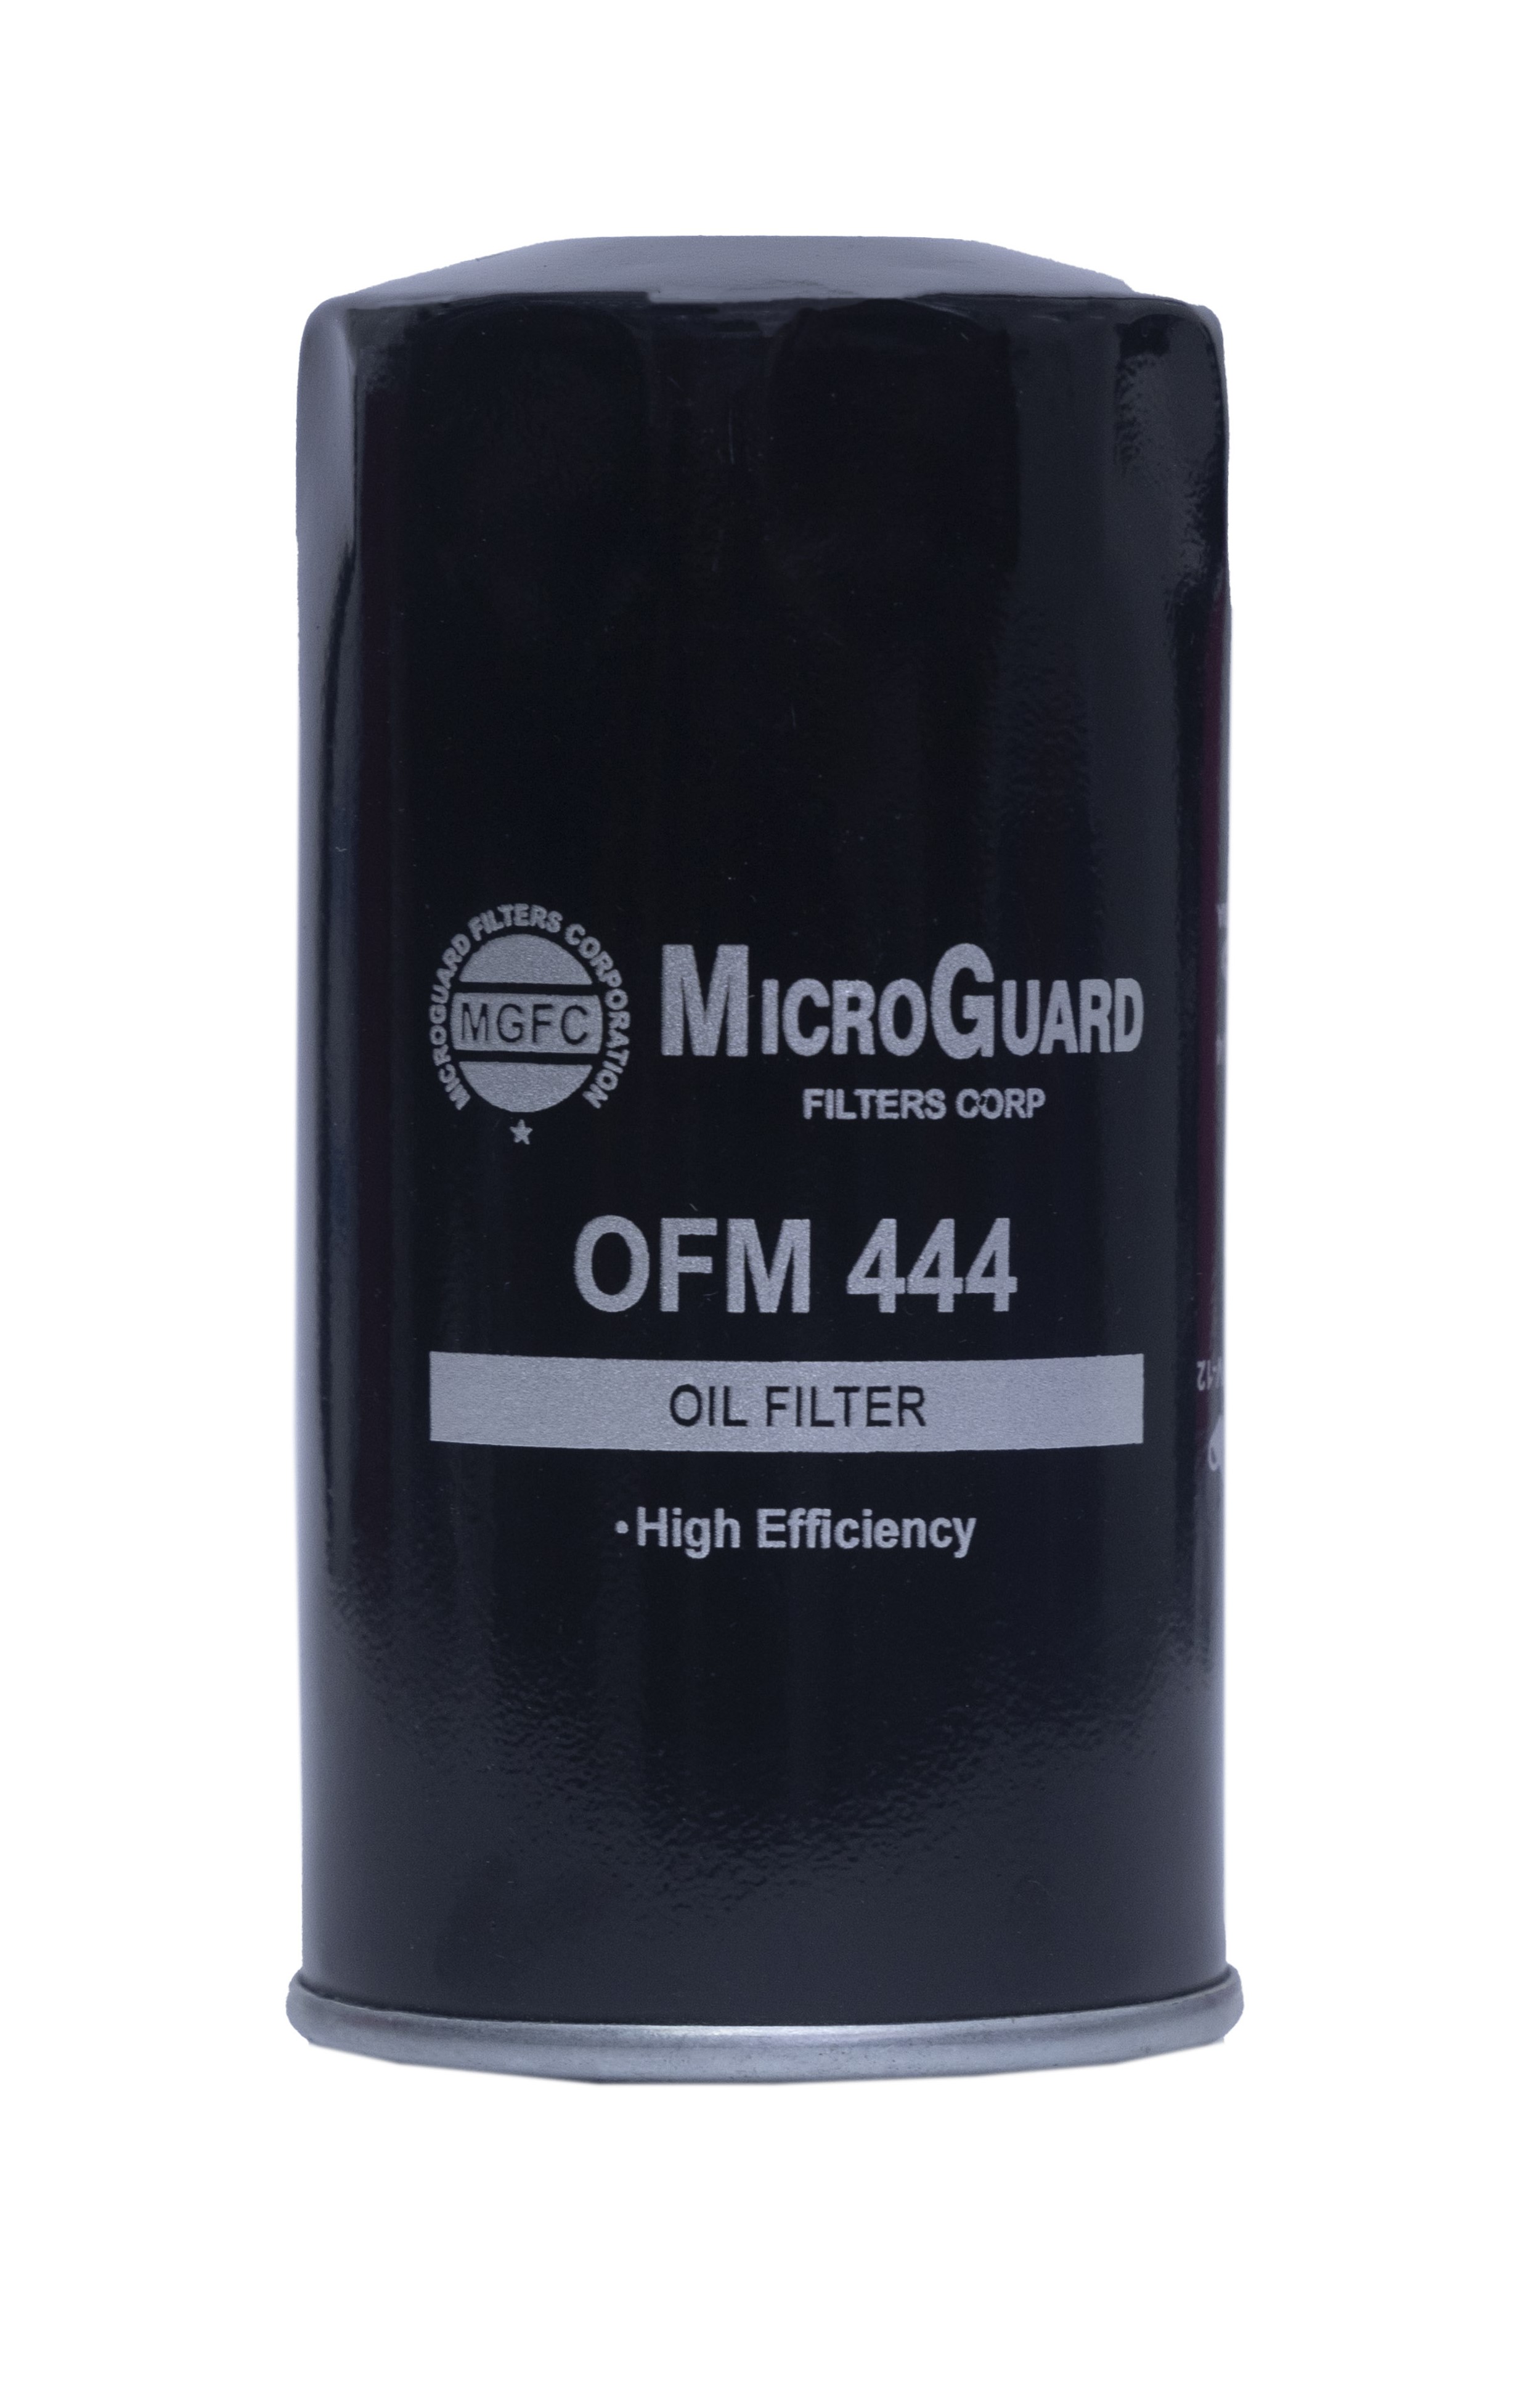 MICROGUARD FILTERS CORPORATION
MGFC
MICROGUARD
FILTERS CORP
OFM 444
OIL FILTER
•High Efficiency